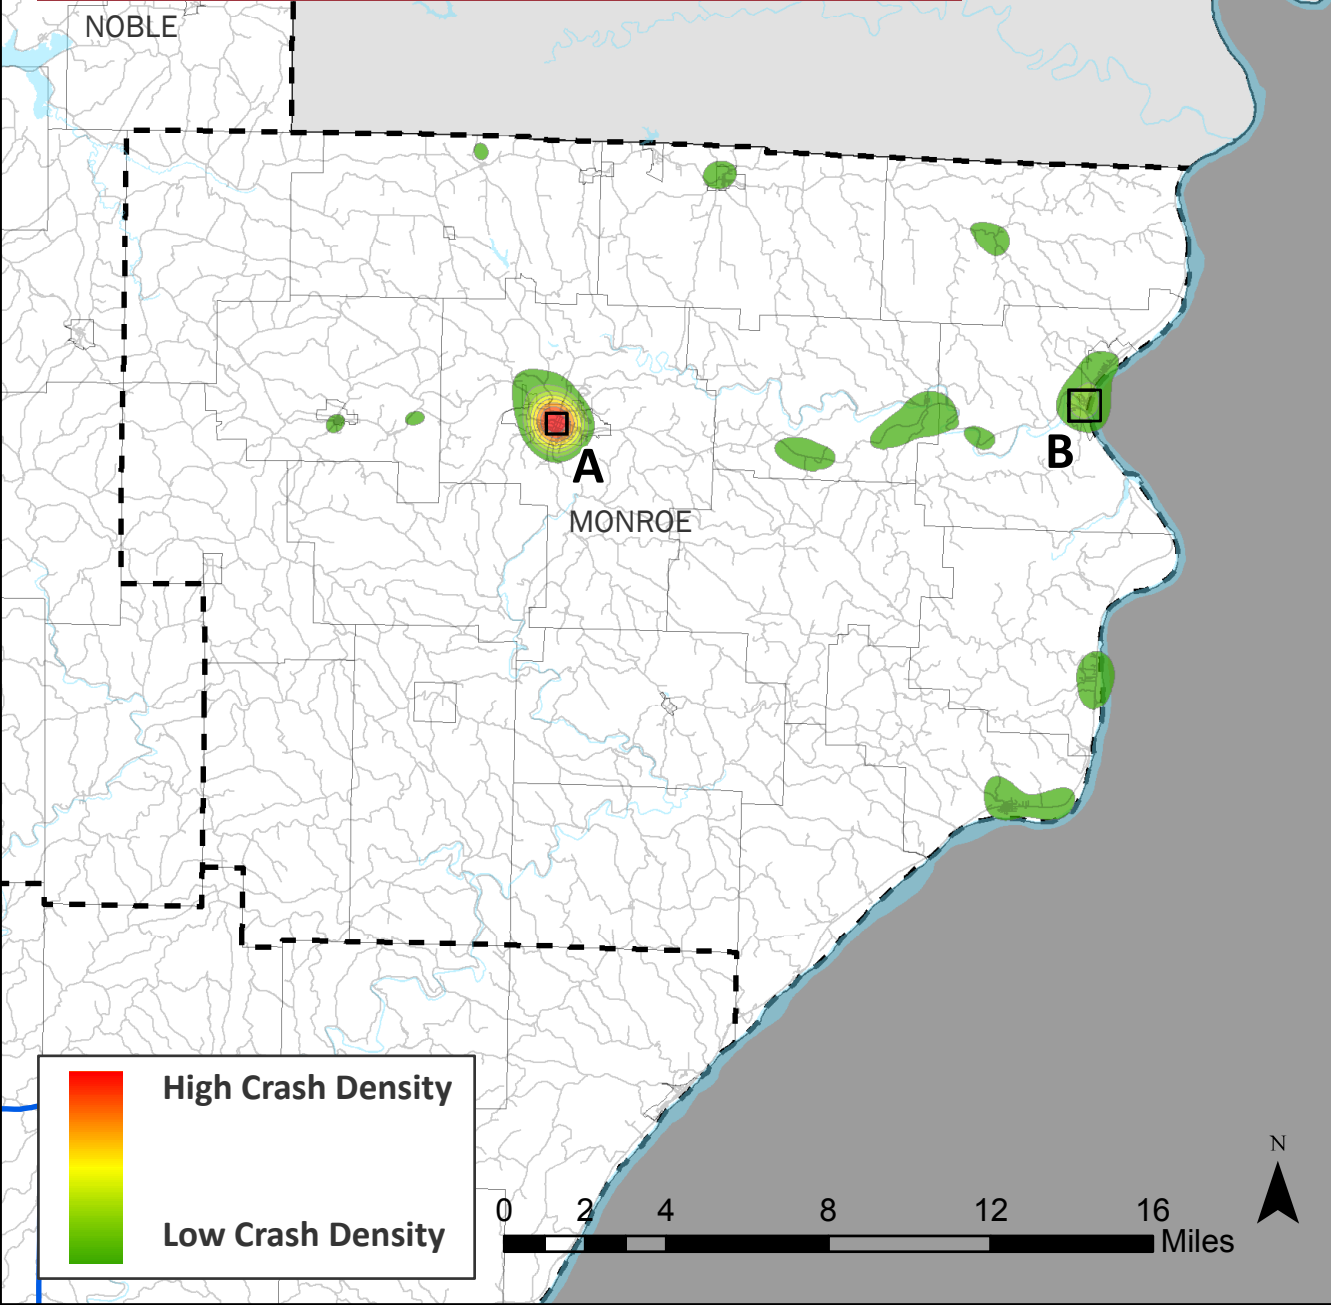 NOBLE
A
B
MONROE
High Crash Density
Low Crash Density
N
0 2 4 8 12 16
Miles